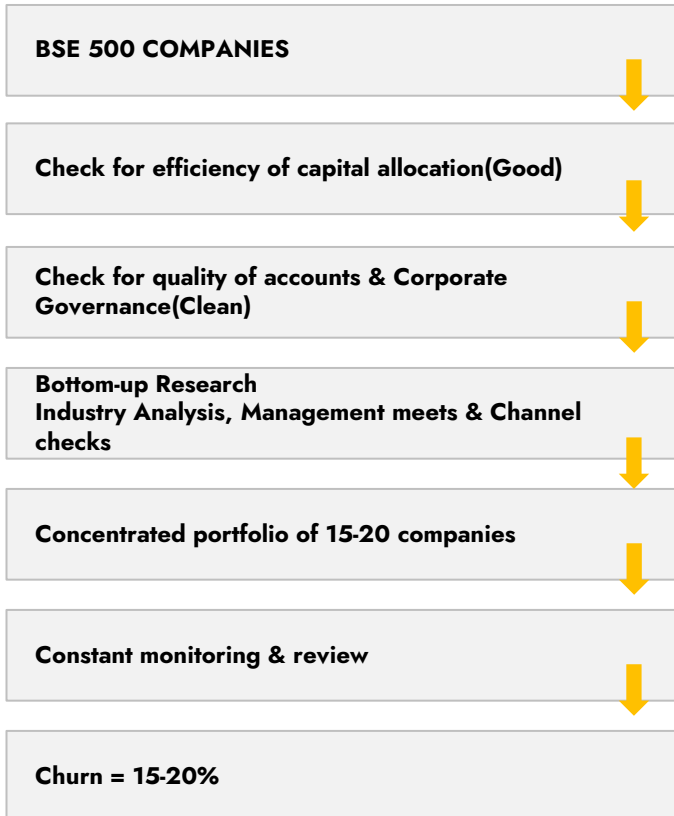 BSE 500 COMPANIES
Check for efficiency of capital allocation(Good)
Check for quality of accounts & Corporate
Governance(Clean)
Bottom-up Research
Industry Analysis, Management meets & Channel
checks
Concentrated portfolio of 15-20 companies
Constant monitoring & review
Churn = 15-20%